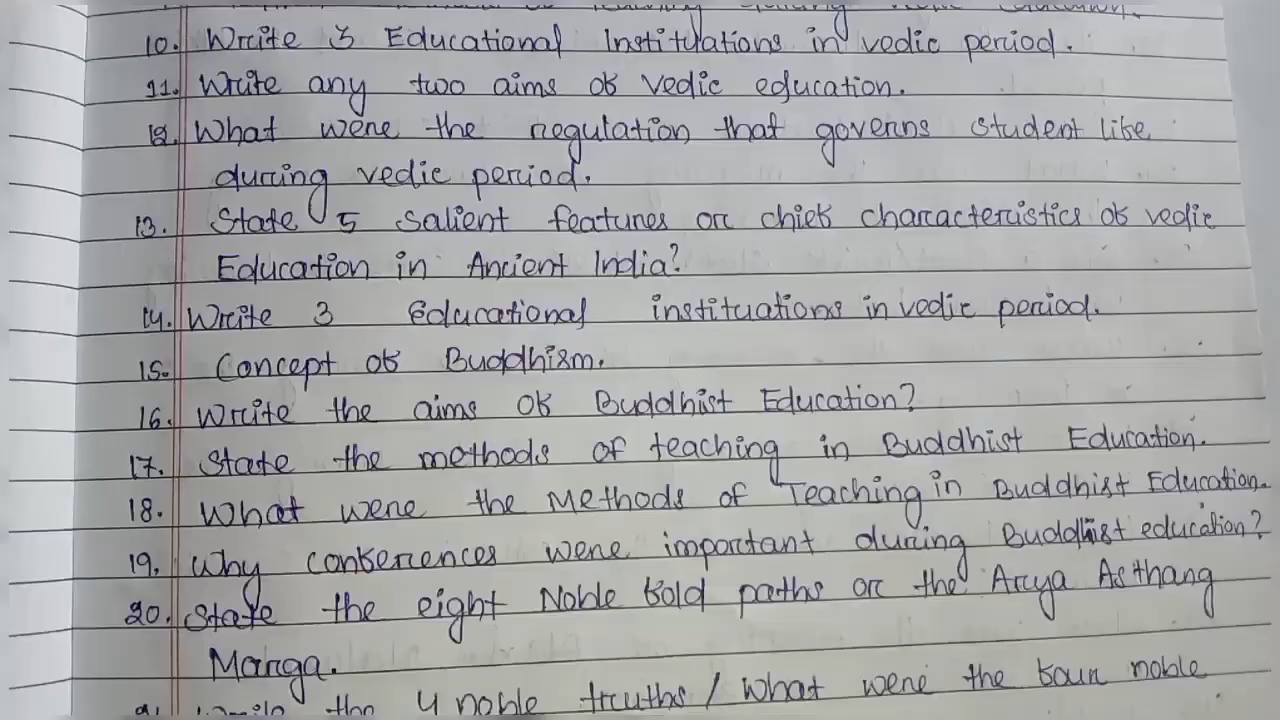 10. Write 3 Educational Instituations in vedic period.
11. Write any two aims of vedic education.
12. What were the regulation that governs student like
during vedic period.
13. State 5 salient features or chief characteristics of vedic
Education in Ancient India?
14. Write 3 Educational instituations in vedic period.
15. Concept of Buddhism.
16. Write the aims of Buddhist Education?
17. State the methods of teaching in Buddhist Education.
18. What were the Methods of Teaching in Buddhist Education.
19. Why conferences were important during Buddhist education?
20. State the eight Noble fold paths or the Arya Asthang
Marga.
the 4 noble truths / What were the four noble